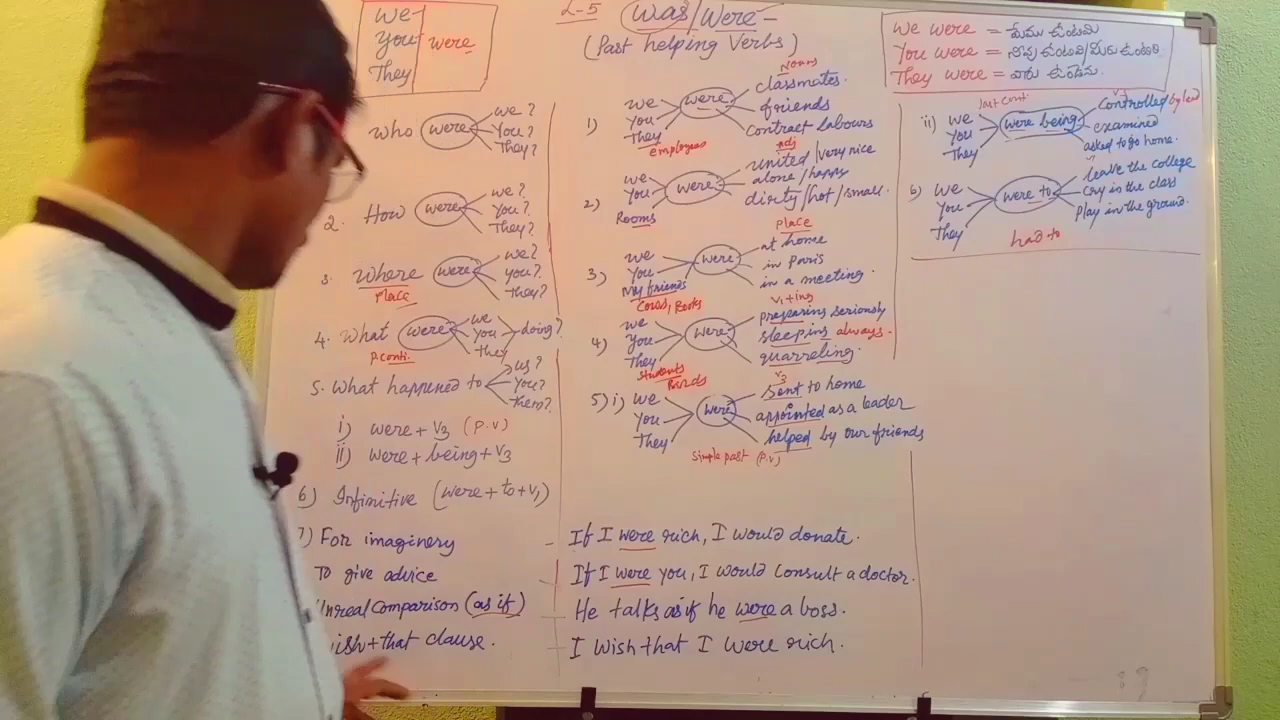 L-5 Was/Were -
(Past helping Verbs)
We
You
They
were
We were = మేము ఉంటిమి
You were = నీవు ఉంటివి/మీరు ఉంటిరి
They were = వారు ఉండెను.
Who were we?
You?
They?
2. How were we?
You?
They?
3. Where were we?
you?
they?
Place
4. What were we
you
they
doing?
P.conti.
5. What happened to us?
you?
them?
i) were + V3 (P.V)
ii) were + being + V3
6) Infinitive (were + to + V1)
7) For imaginery
To give advice
Unreal Comparison (as if)
ish + that clause.
1) We
You
They
employees
were
Nouns
classmates.
friends
Contract labours
2) We
You
Rooms
were
adj
united/very nice
alone/happy
dirty/hot/small.
3) We
You
My friends
Cows, Books
were
place
at home
in Paris
in a meeting.
4) We
You
They
Students
Birds
were
V1+ing
preparing seriously
sleeping always.
quarreling.
5) i) We
You
They
were
V3
Sent to home
appointed as a leader
helped by our friends
Simple past (P.V)
- If I were rich, I would donate.
- If I were you, I would consult a doctor.
- He talks as if he were a boss.
- I wish that I were rich.
ii) We
You
They
were being
V3
Controlled
examined
asked to go home.
6) We
You
They
were to
leave the college
Cry in the class
Play in the ground.
had to